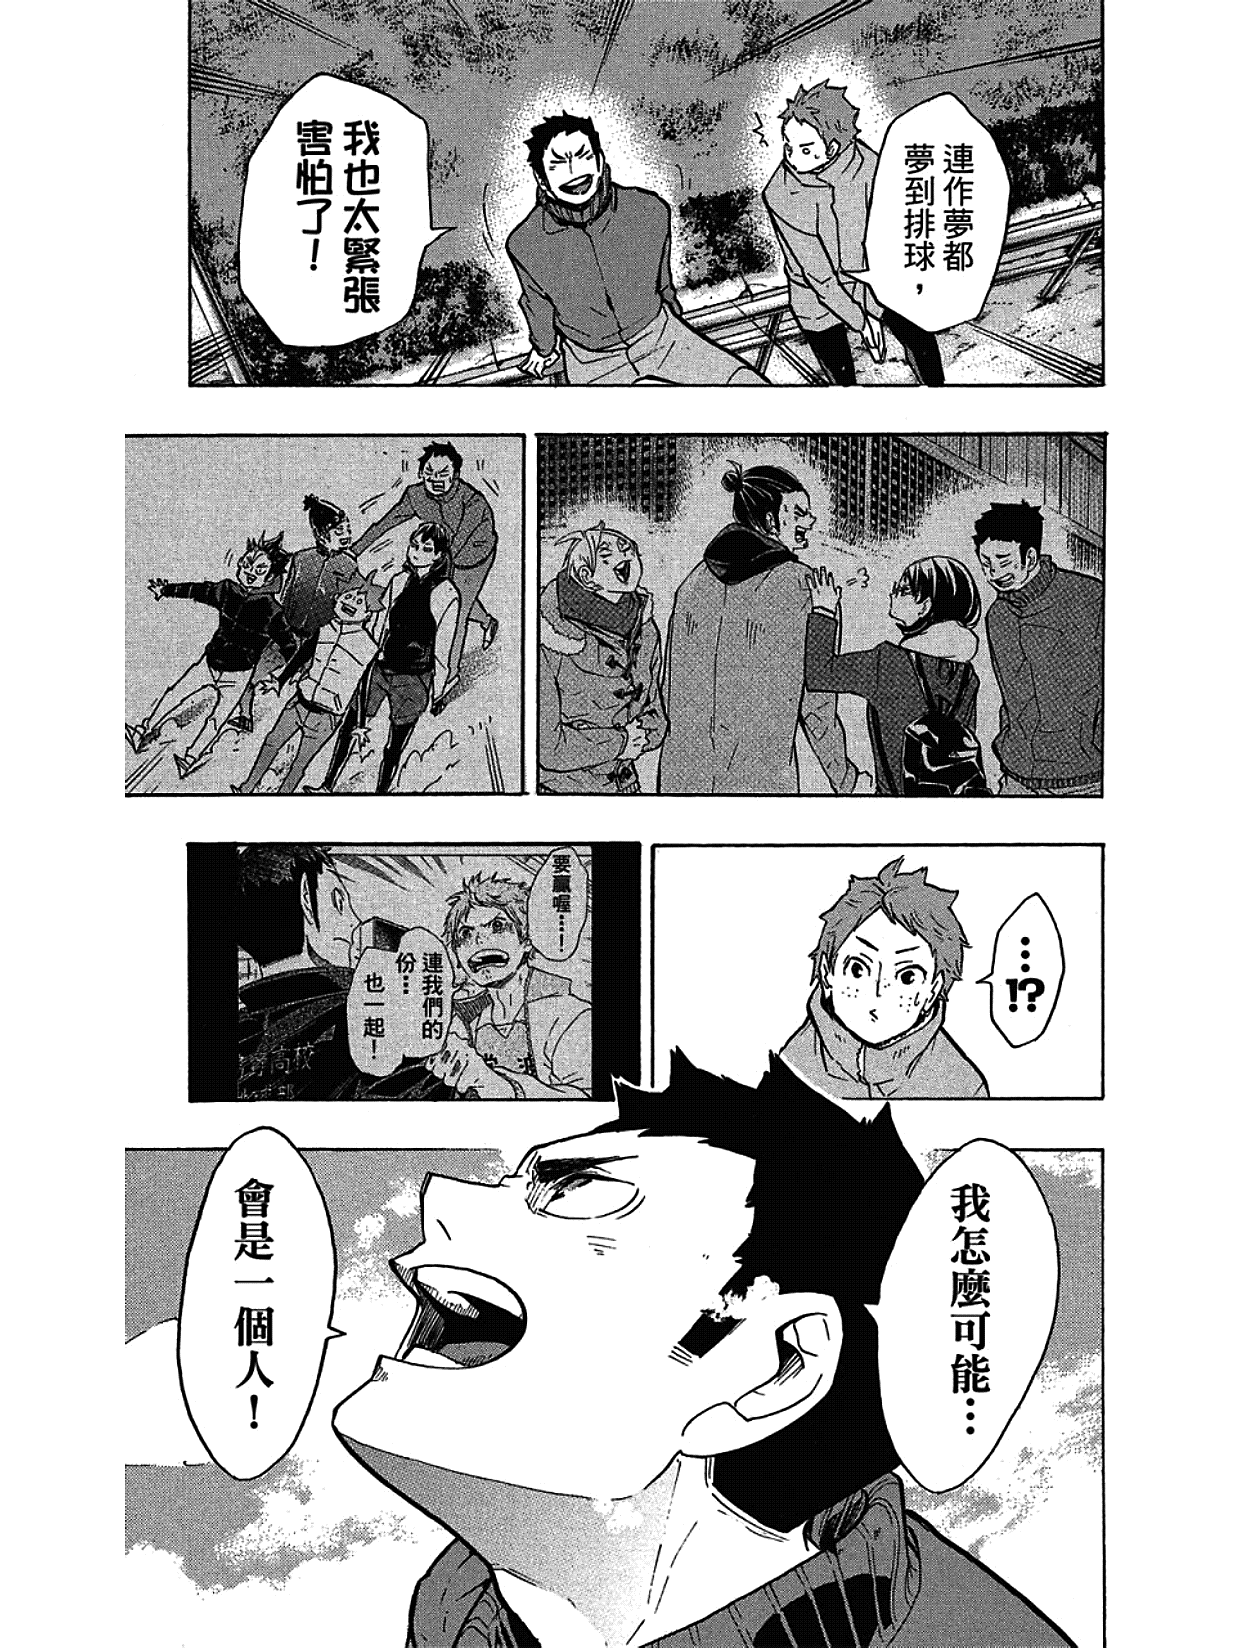 連作夢都
夢到排球，
我也太緊張
害怕了！
…!?
要贏喔…！
連我們的
份…
也一起！
我怎麼可能…
會是一個人！